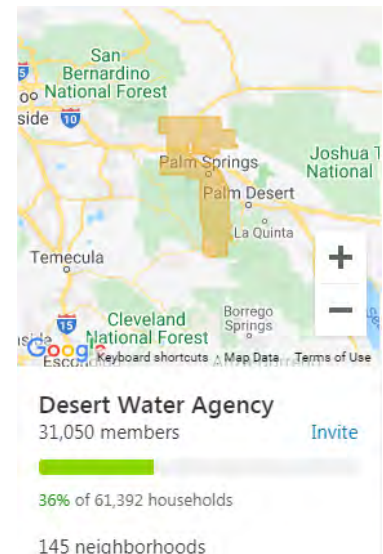 San
Bernardino
National Forest
side
10
Palm Springs
Joshua T
National
Palm Desert
La Quinta
Temecula
+
−
15
Cleveland
National Forest
Borrego
Springs
Goog
Keyboard shortcuts
Map Data
Terms of Use
Desert Water Agency
31,050 members
Invite
36% of 61,392 households
145 neighborhoods